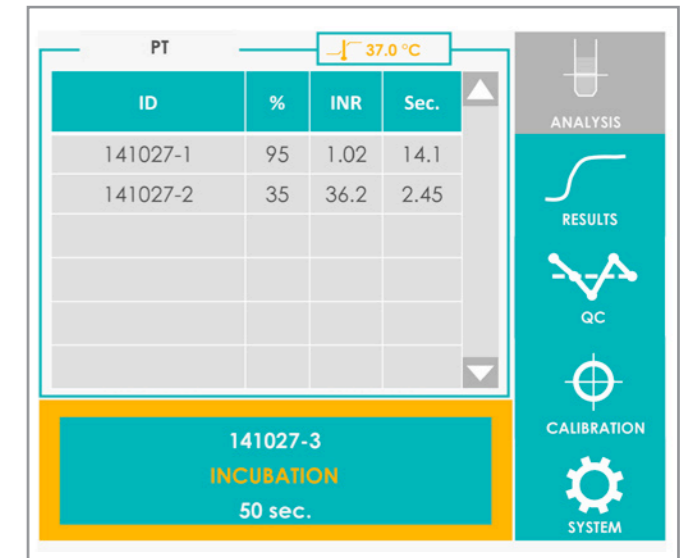 PT
37.0 °C
ID % INR Sec.
141027-1 95 1.02 14.1
141027-2 35 36.2 2.45
141027-3
INCUBATION
50 sec.
ANALYSIS
RESULTS
QC
CALIBRATION
SYSTEM